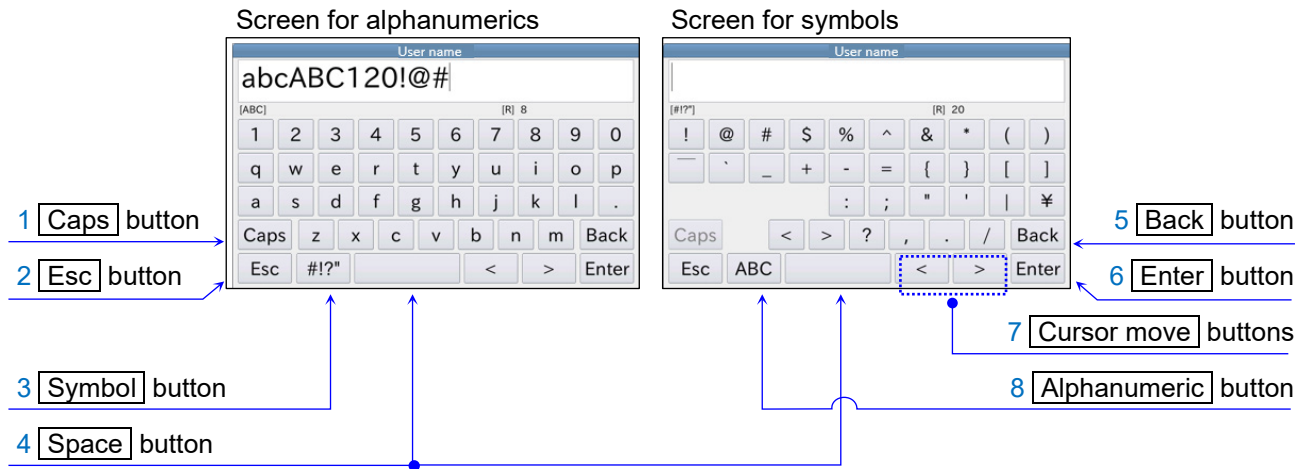 Screen for alphanumerics
User name
abcABC120!@#
[ABC] [R] 8
1 2 3 4 5 6 7 8 9 0
q w e r t y u i o p
a s d f g h j k l .
Caps z x c v b n m Back
Esc #!?" < > Enter
Screen for symbols
User name
[#!?"] [R] 20
! @ # $ % ^ & * ( )
‾ ` _ + - = { } [ ]
: ; " ' | ¥
Caps < > ? , . / Back
Esc ABC < > Enter
1 Caps button
2 Esc button
3 Symbol button
4 Space button
5 Back button
6 Enter button
7 Cursor move buttons
8 Alphanumeric button